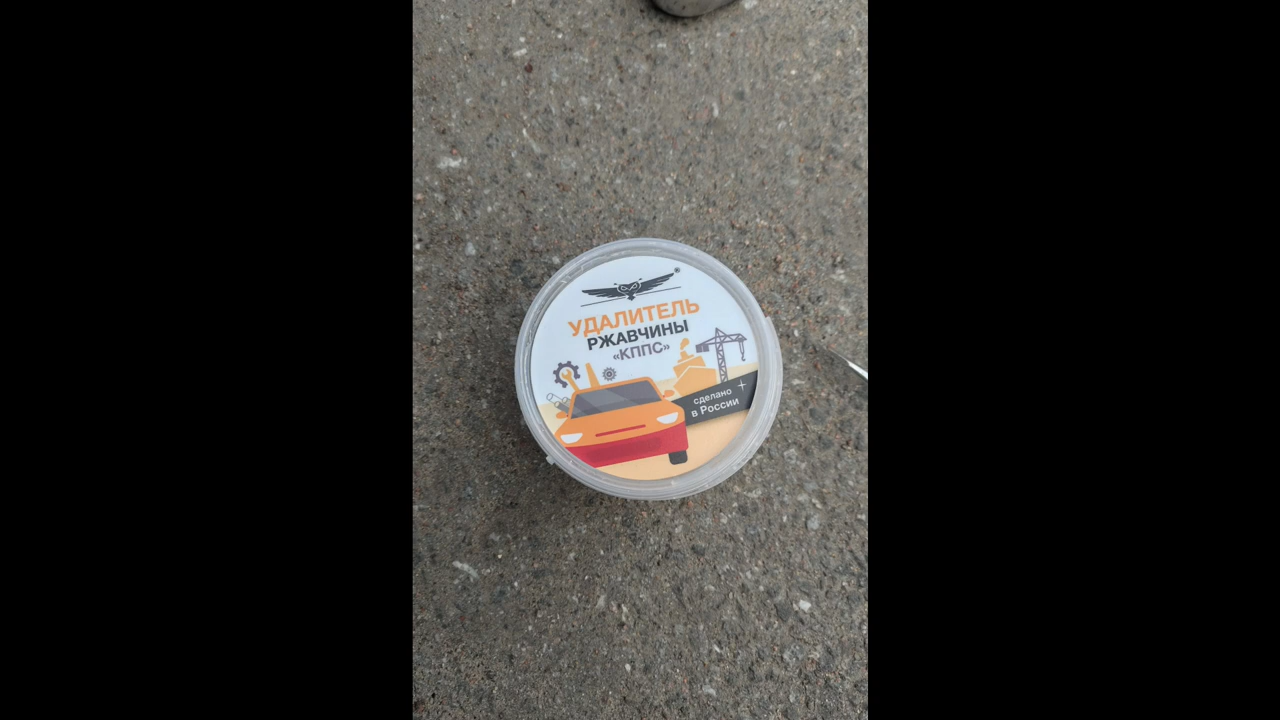 ®
УДАЛИТЕЛЬ
РЖАВЧИНЫ
«КППС»
сделано
в России